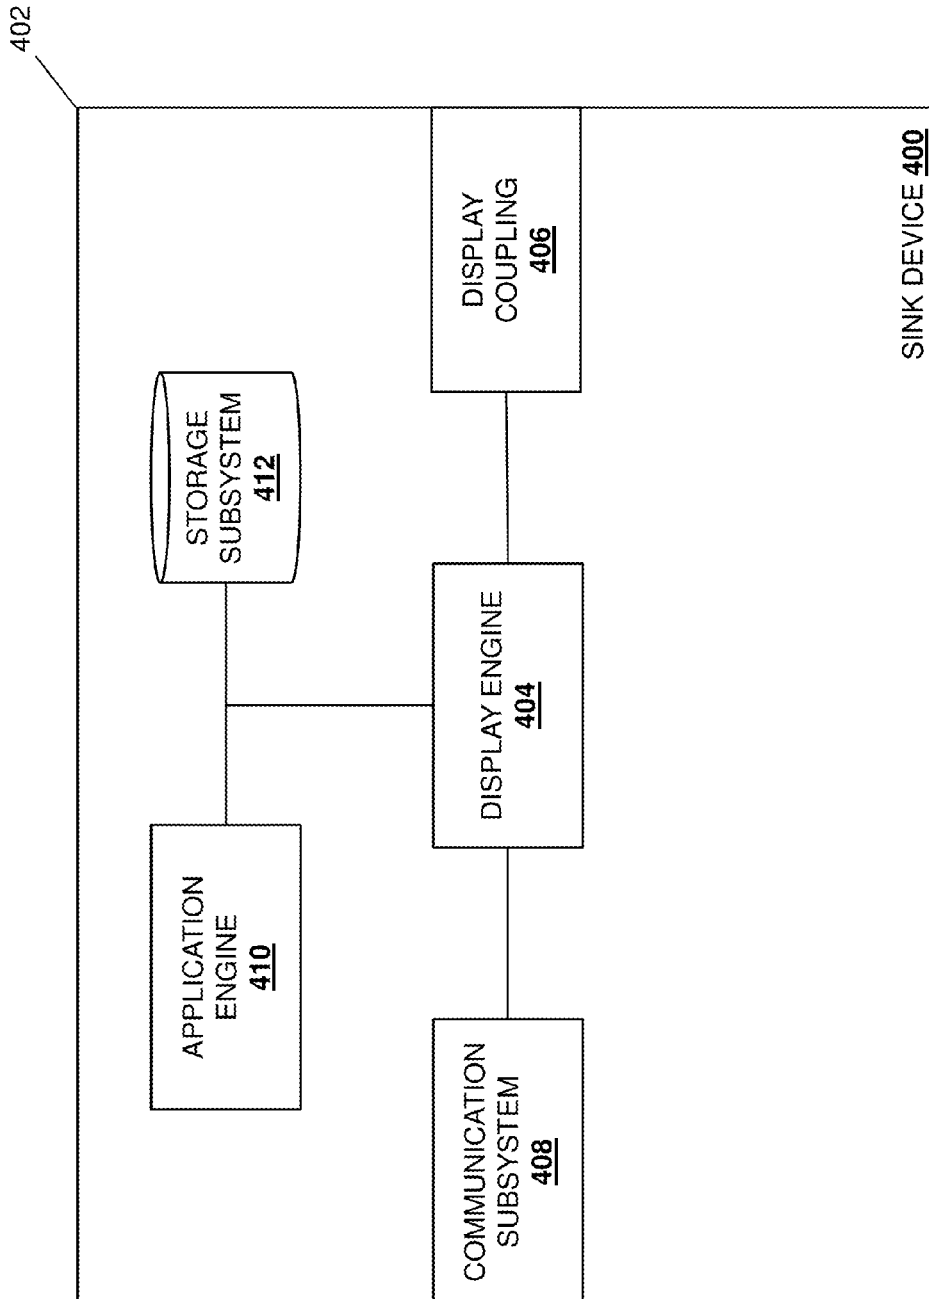 402
APPLICATION
ENGINE
410
STORAGE
SUBSYSTEM
412
COMMUNICATION
SUBSYSTEM
408
DISPLAY ENGINE
404
DISPLAY
COUPLING
406
SINK DEVICE 400